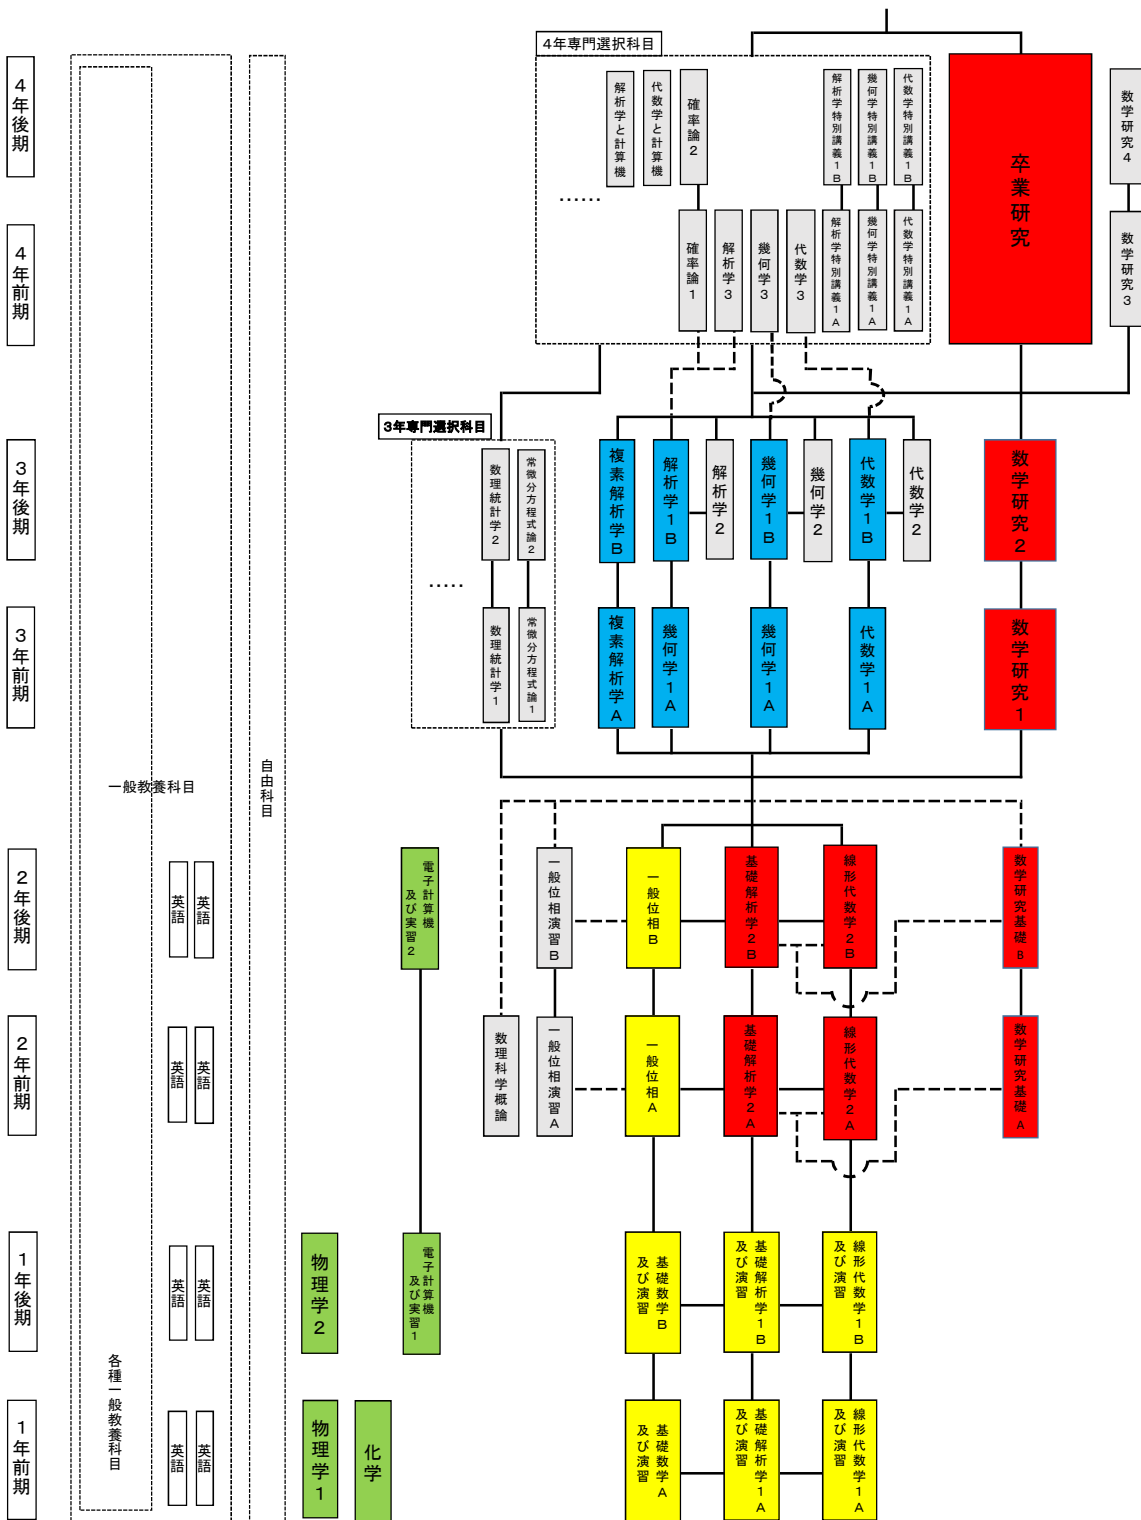 4年専門選択科目
4年後期
解析学と計算機
代数学と計算機
確率論2
解析学特別講義1B
幾何学特別講義1B
代数学特別講義1B
卒業研究
数学研究4
……
4年前期
確率論1
解析学3
幾何学3
代数学3
解析学特別講義1A
幾何学特別講義1A
代数学特別講義1A
数学研究3
3年専門選択科目
3年後期
数理統計学2
常微分方程式論2
複素解析学B
解析学1B
解析学2
幾何学1B
幾何学2
代数学1B
代数学2
数学研究2
.....
3年前期
数理統計学1
常微分方程式論1
複素解析学A
幾何学1A
幾何学1A
代数学1A
数学研究1
一般教養科目
自由科目
2年後期
英語
英語
電子計算機
及び実習2
一般位相演習B
一般位相B
基礎解析学2B
線形代数学2B
数学研究基礎B
2年前期
英語
英語
数理科学概論
一般位相演習A
一般位相A
基礎解析学2A
線形代数学2A
数学研究基礎A
1年後期
英語
英語
物理学2
電子計算機
及び実習1
基礎数学B
及び演習
基礎解析学1B
及び演習
線形代数学1B
及び演習
各種一般教養科目
1年前期
英語
英語
物理学1
化学
基礎数学A
及び演習
基礎解析学1A
及び演習
線形代数学1A
及び演習